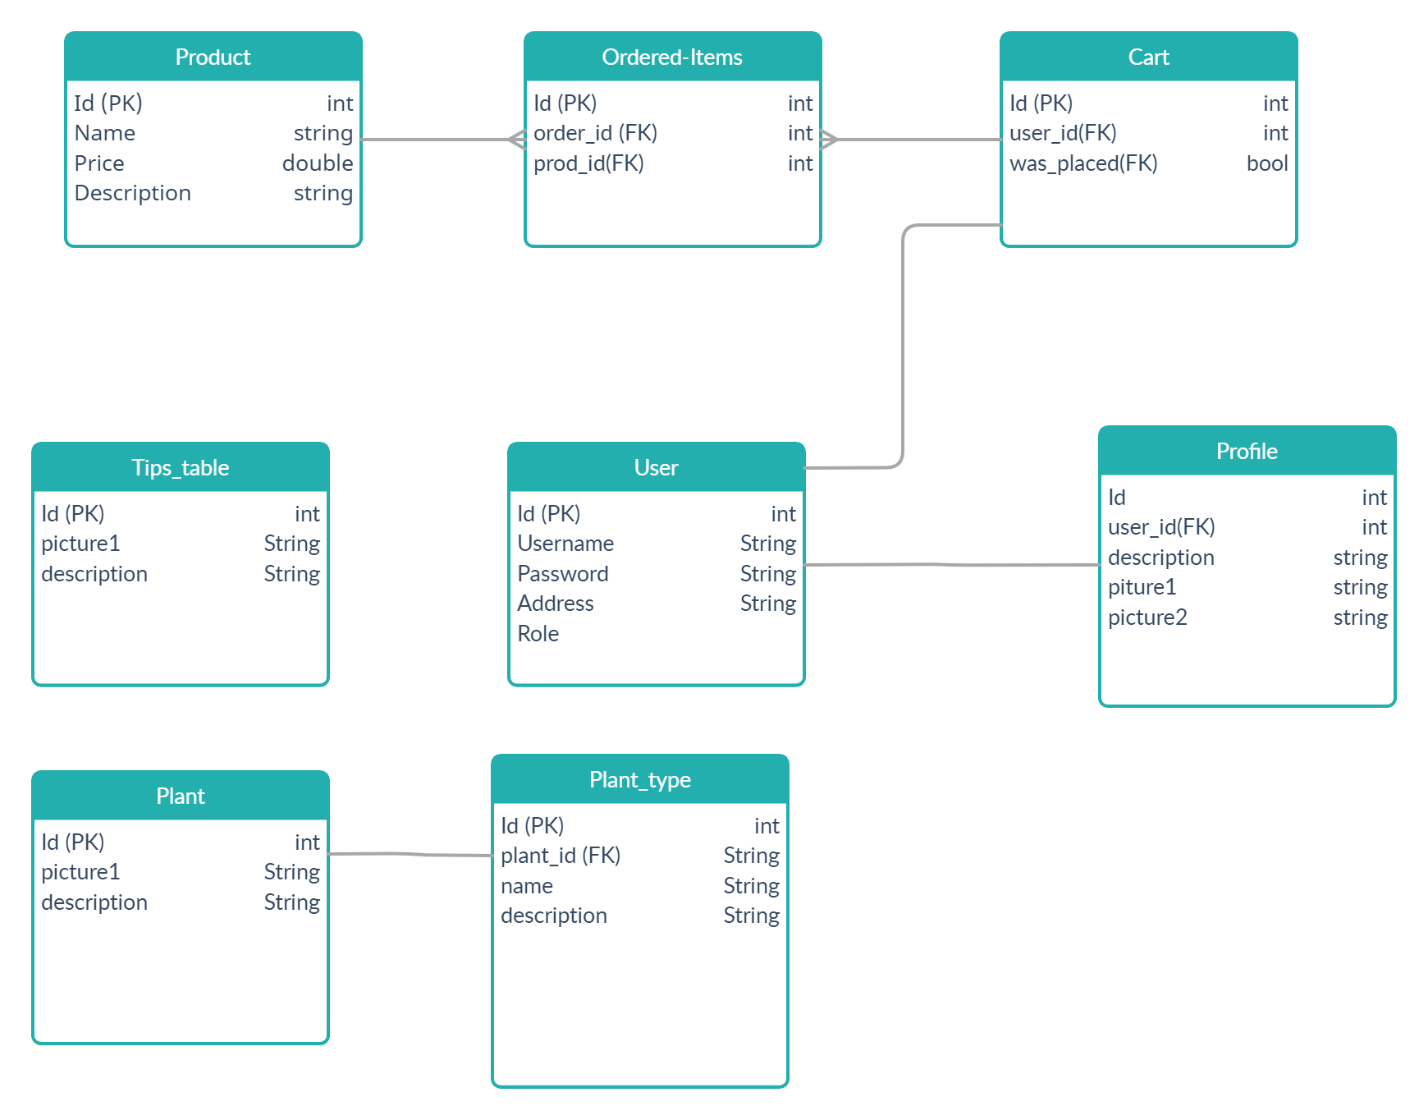 Product
Id (PK) int
Name string
Price double
Description string
Ordered-Items
Id (PK) int
order_id (FK) int
prod_id(FK) int
Cart
Id (PK) int
user_id(FK) int
was_placed(FK) bool
Tips_table
Id (PK) int
picture1 String
description String
User
Id (PK) int
Username String
Password String
Address String
Role
Profile
Id int
user_id(FK) int
description string
piture1 string
picture2 string
Plant
Id (PK) int
picture1 String
description String
Plant_type
Id (PK) int
plant_id (FK) String
name String
description String